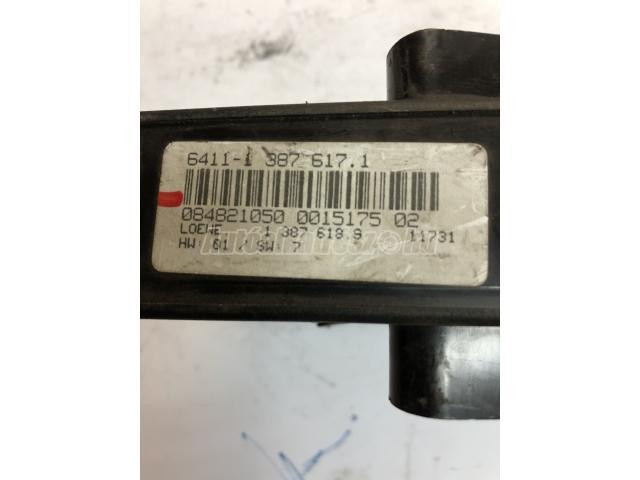 6411-1 387 617.1
084821050 0015175 02
LOEWE 1 387 618.9 11731
HW: 01 / SW: 7